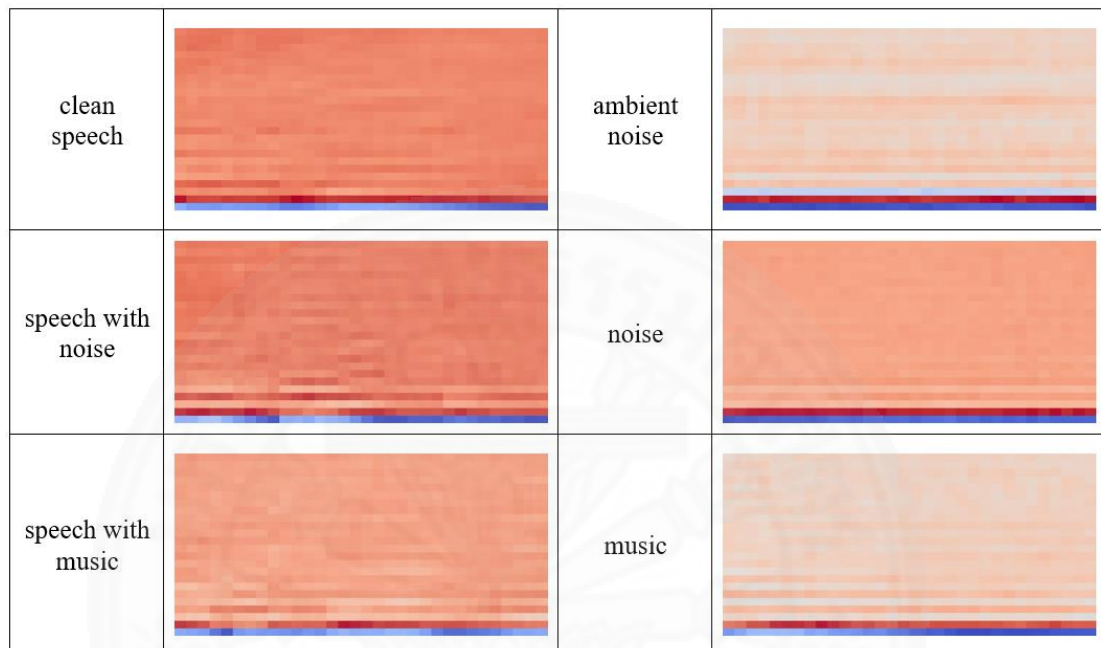 clean
speech
ambient
noise
speech with
noise
noise
speech with
music
music